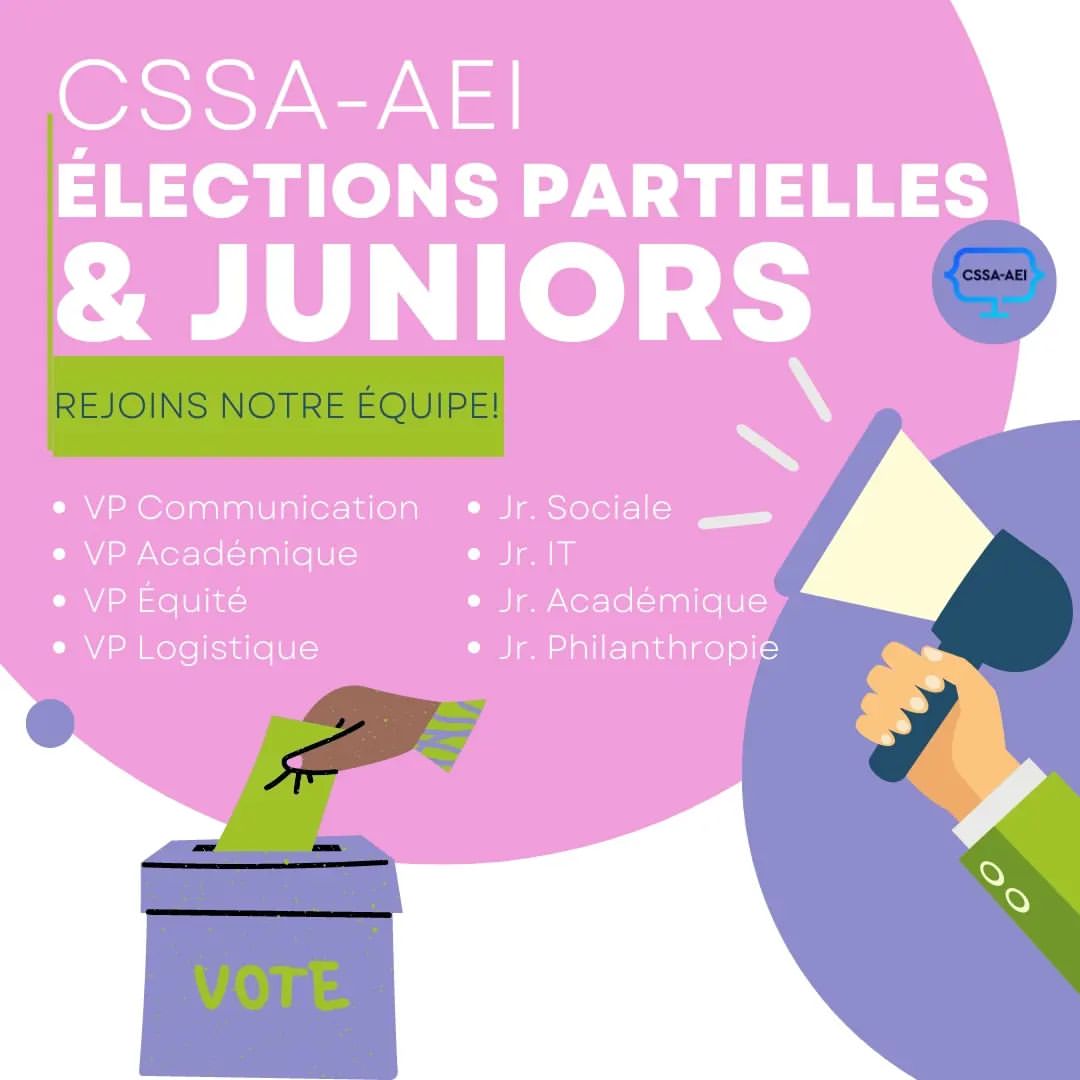 CSSA-AEI
ÉLECTIONS PARTIELLES
& JUNIORS
CSSA-AEI
REJOINS NOTRE ÉQUIPE!
VP Communication
VP Académique
VP Équité
VP Logistique
Jr. Sociale
Jr. IT
Jr. Académique
Jr. Philanthropie
VOTE